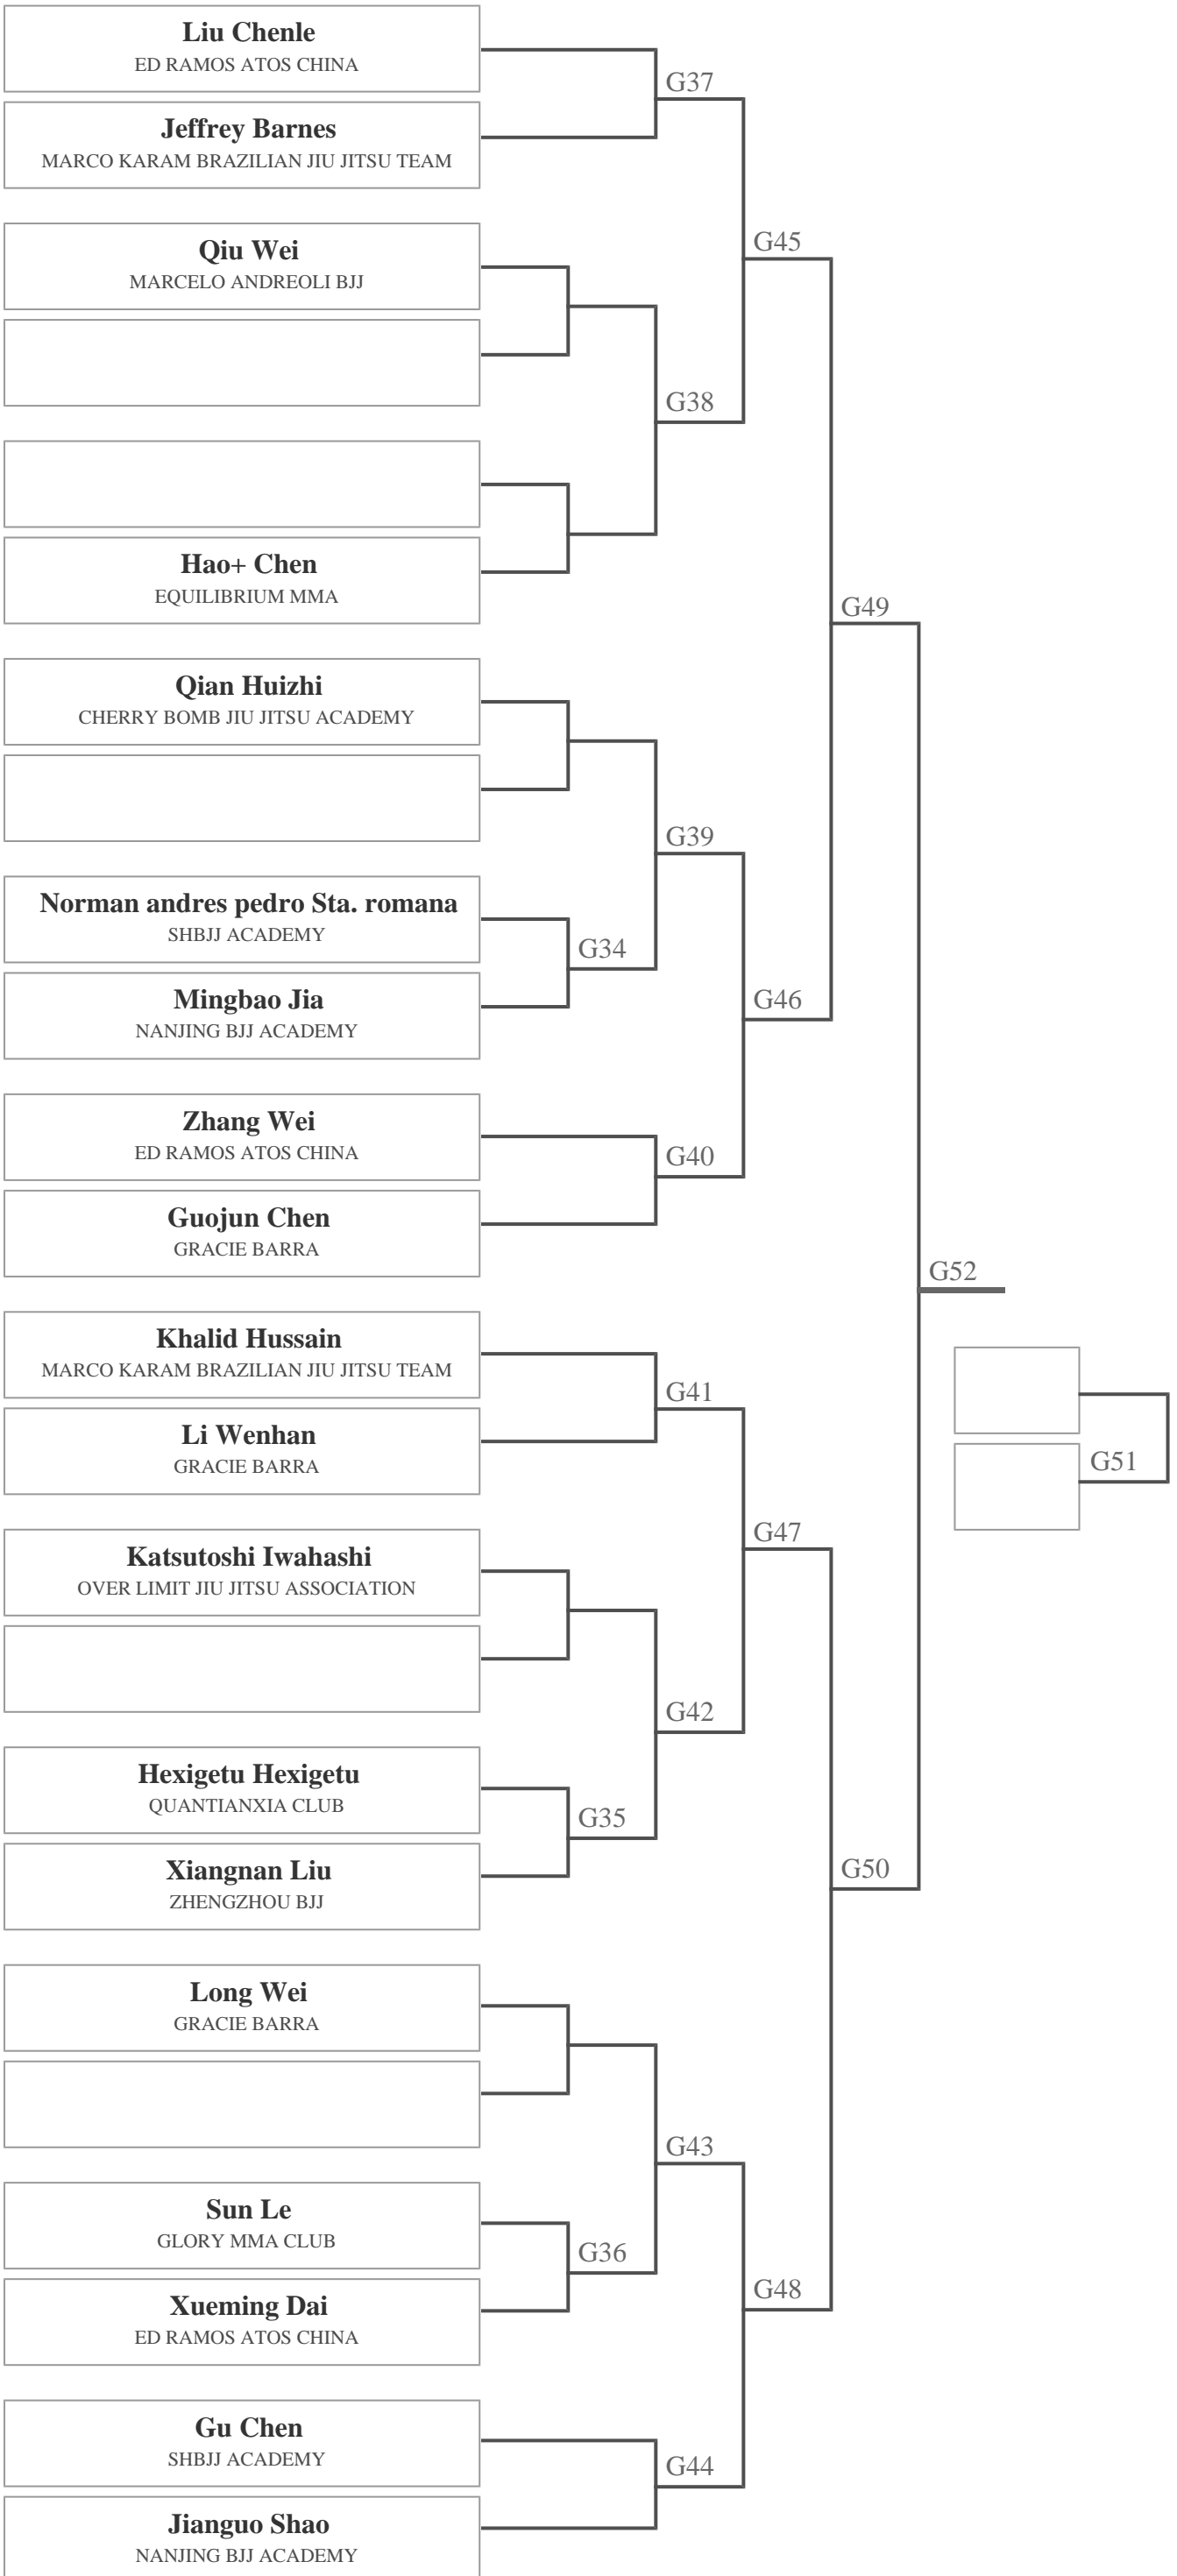 Liu Chenle
ED RAMOS ATOS CHINA
G37
Jeffrey Barnes
MARCO KARAM BRAZILIAN JIU JITSU TEAM
Qiu Wei
MARCELO ANDREOLI BJJ
G45
G38
Hao+ Chen
EQUILIBRIUM MMA
G49
Qian Huizhi
CHERRY BOMB JIU JITSU ACADEMY
G39
Norman andres pedro Sta. romana
SHBJJ ACADEMY
G34
Mingbao Jia
NANJING BJJ ACADEMY
G46
Zhang Wei
ED RAMOS ATOS CHINA
G40
Guojun Chen
GRACIE BARRA
G52
Khalid Hussain
MARCO KARAM BRAZILIAN JIU JITSU TEAM
G41
Li Wenhan
GRACIE BARRA
G51
Katsutoshi Iwahashi
OVER LIMIT JIU JITSU ASSOCIATION
G47
G42
Hexigetu Hexigetu
QUANTIANXIA CLUB
G35
Xiangnan Liu
ZHENGZHOU BJJ
G50
Long Wei
GRACIE BARRA
G43
Sun Le
GLORY MMA CLUB
G36
Xueming Dai
ED RAMOS ATOS CHINA
G48
Gu Chen
SHBJJ ACADEMY
G44
Jianguo Shao
NANJING BJJ ACADEMY